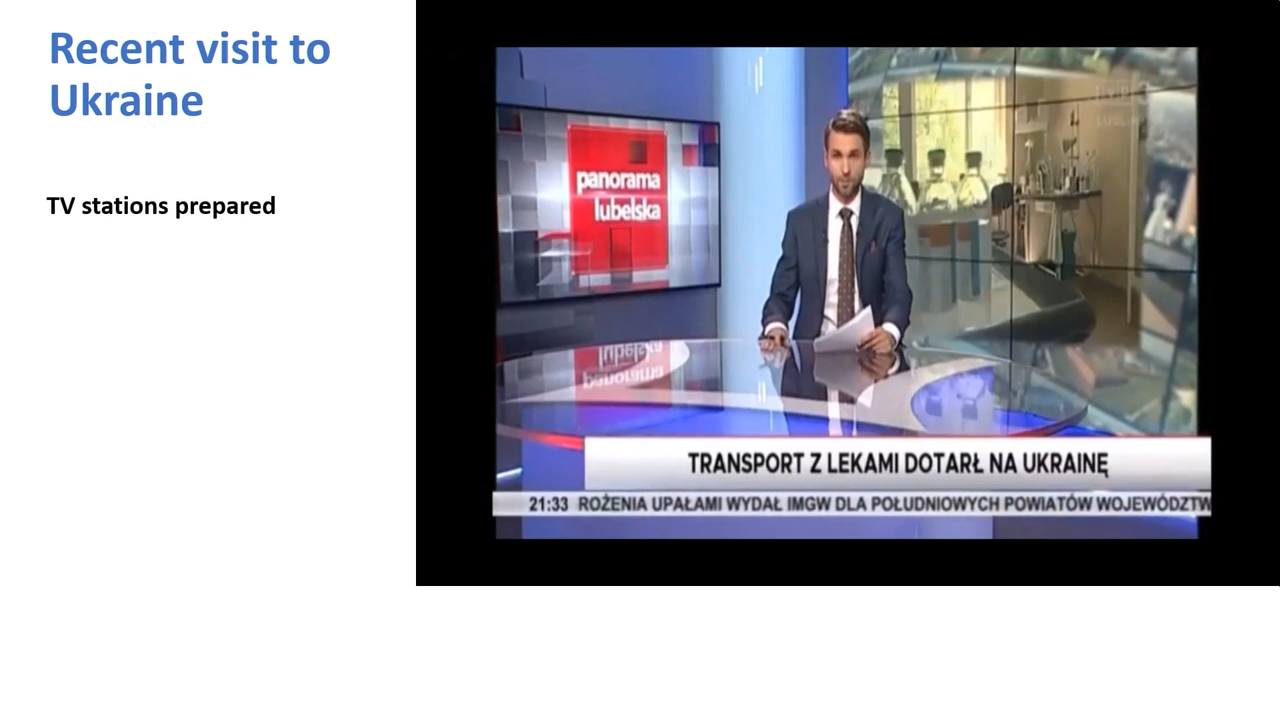 Recent visit to
Ukraine
TV stations prepared
panorama
lubelska
TRANSPORT Z LEKAMI DOTARŁ NA UKRAINĘ
21:33 ROŻENIA UPAŁAMI WYDAŁ IMGW DLA POŁUDNIOWYCH POWIATÓW WOJEWÓDZTW